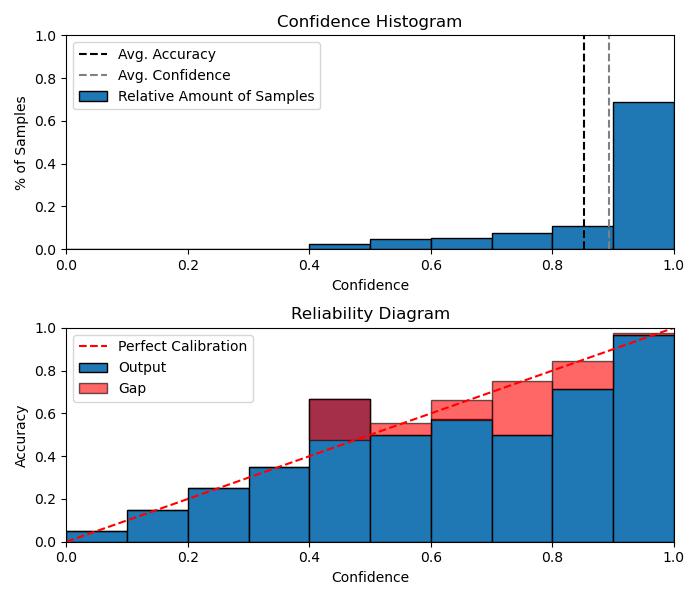 Confidence Histogram
1.0
0.8
0.6
0.4
0.2
0.0
% of Samples
Avg. Accuracy
Avg. Confidence
Relative Amount of Samples
0.0 0.2 0.4 0.6 0.8 1.0
Confidence
Reliability Diagram
1.0
0.8
0.6
0.4
0.2
0.0
Accuracy
Perfect Calibration
Output
Gap
0.0 0.2 0.4 0.6 0.8 1.0
Confidence